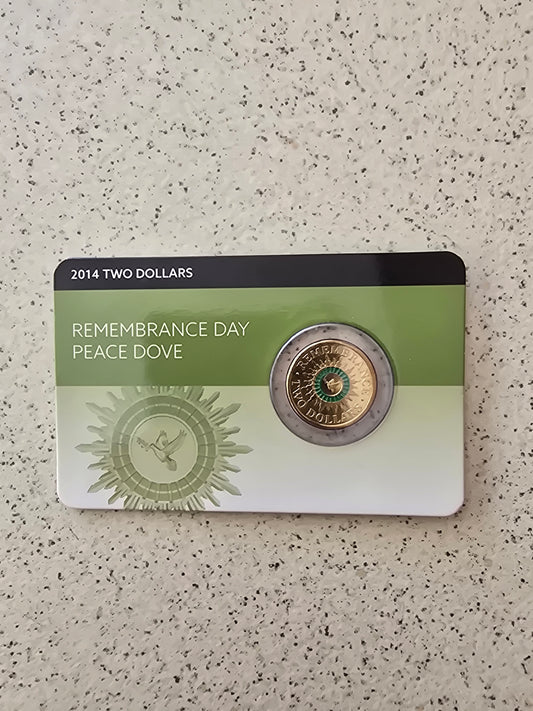 2014 TWO DOLLARS
REMEMBRANCE DAY
PEACE DOVE
REMEMBRANCE
TWO DOLLARS